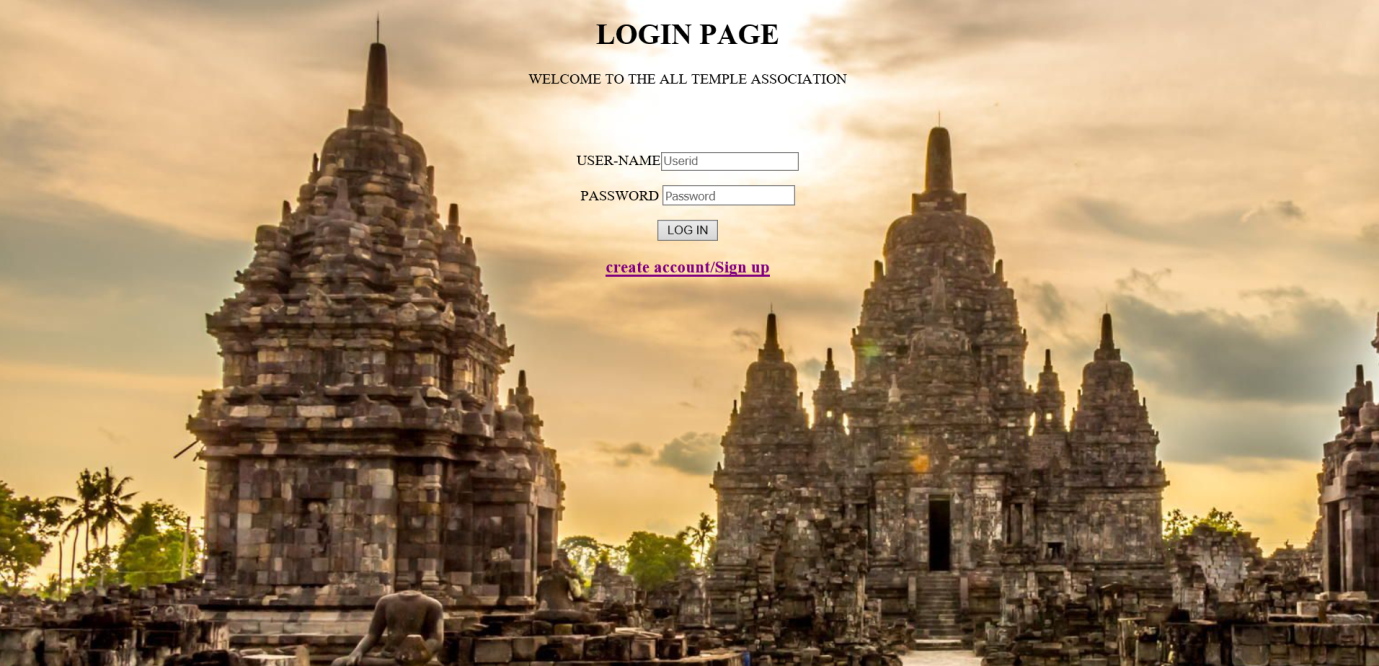 LOGIN PAGE
WELCOME TO THE ALL TEMPLE ASSOCIATION
USER-NAME Userid
PASSWORD Password
LOG IN
create account/Sign up